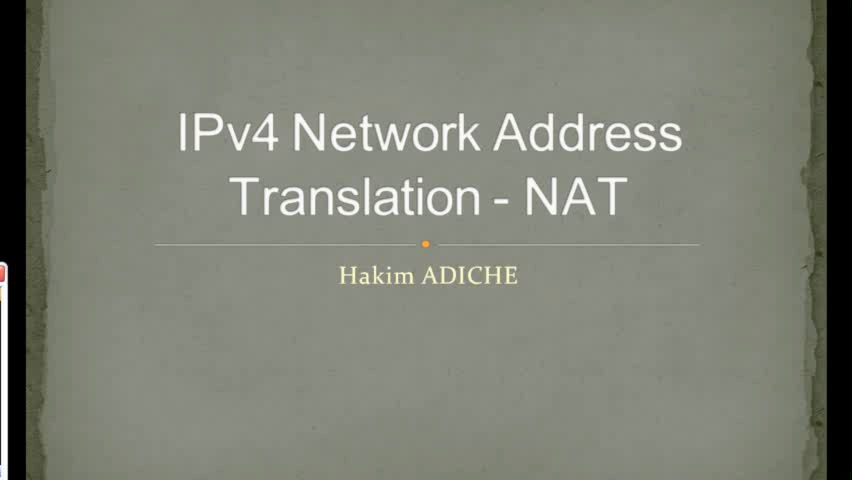 IPv4 Network Address
Translation - NAT
Hakim ADICHE